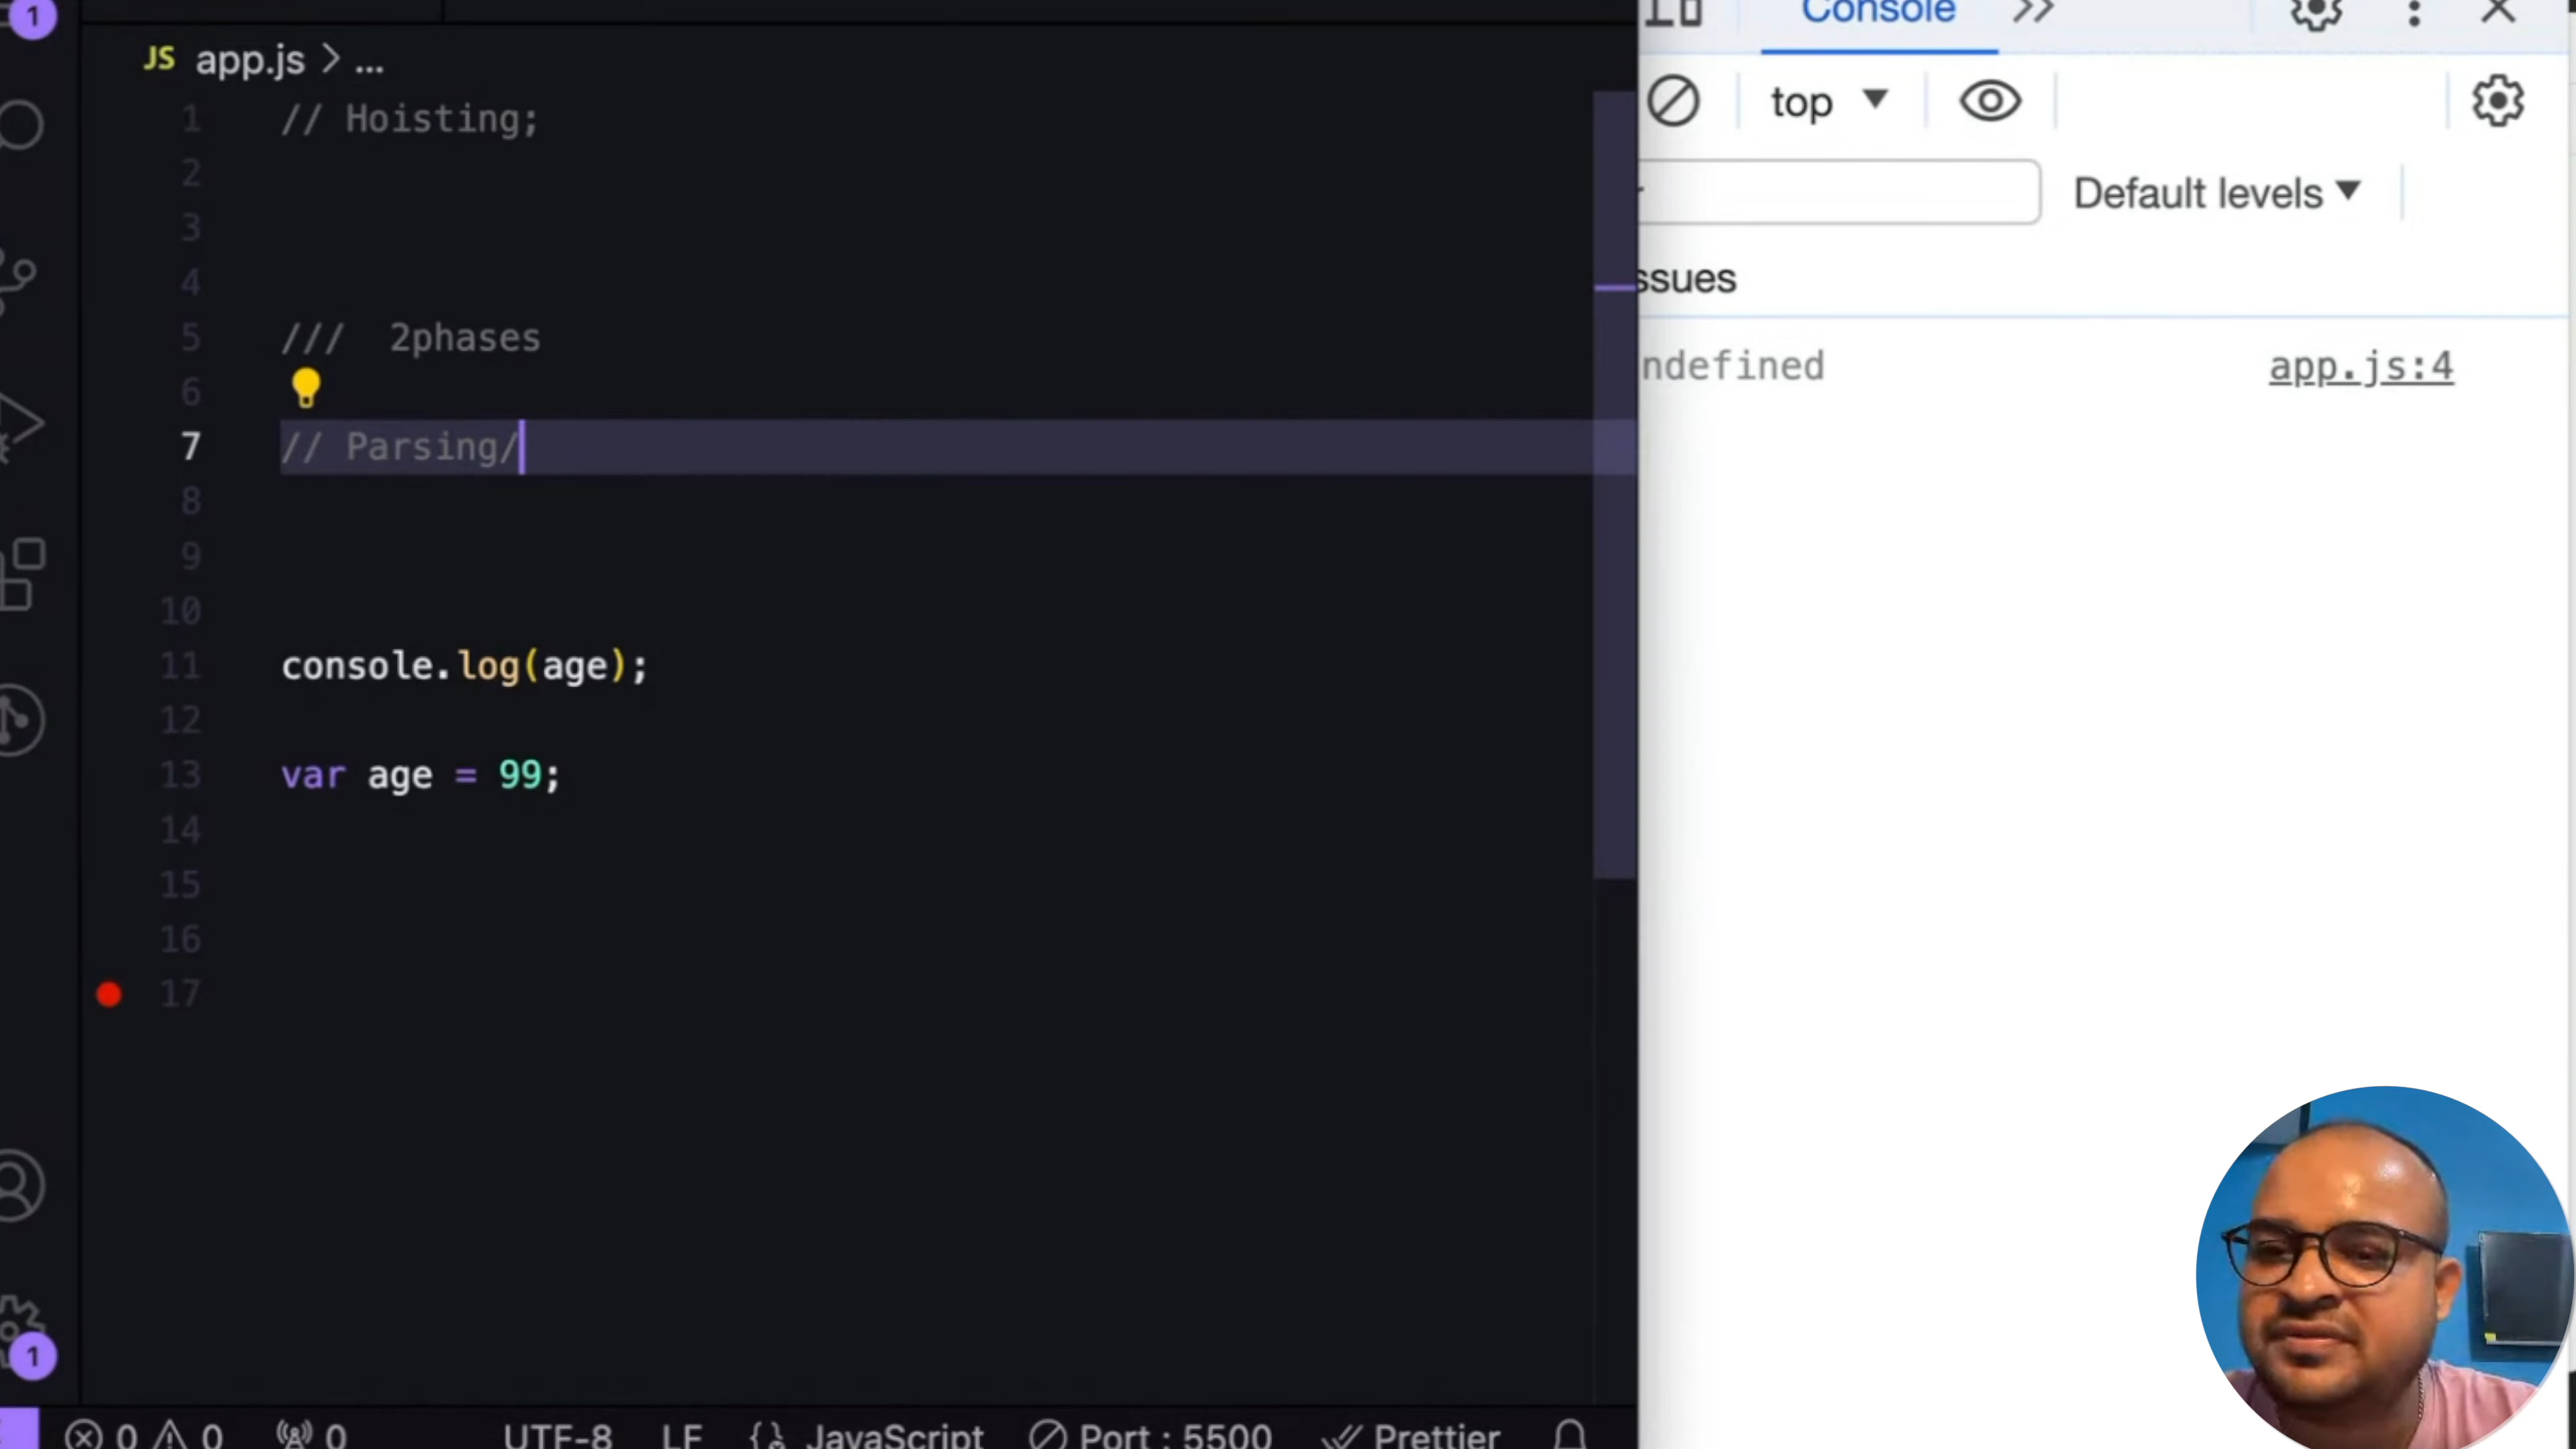 1
JS app.js > ...
1 // Hoisting;
2
3
4
5 /// 2phases
6
7 // Parsing/
8
9
10
11 console.log(age);
12
13 var age = 99;
14
15
16
17
1
0 0 0 UTF-8 LF {} JavaScript Port : 5500 Prettier
Console >>
top
Default levels
ssues
ndefined app.js:4